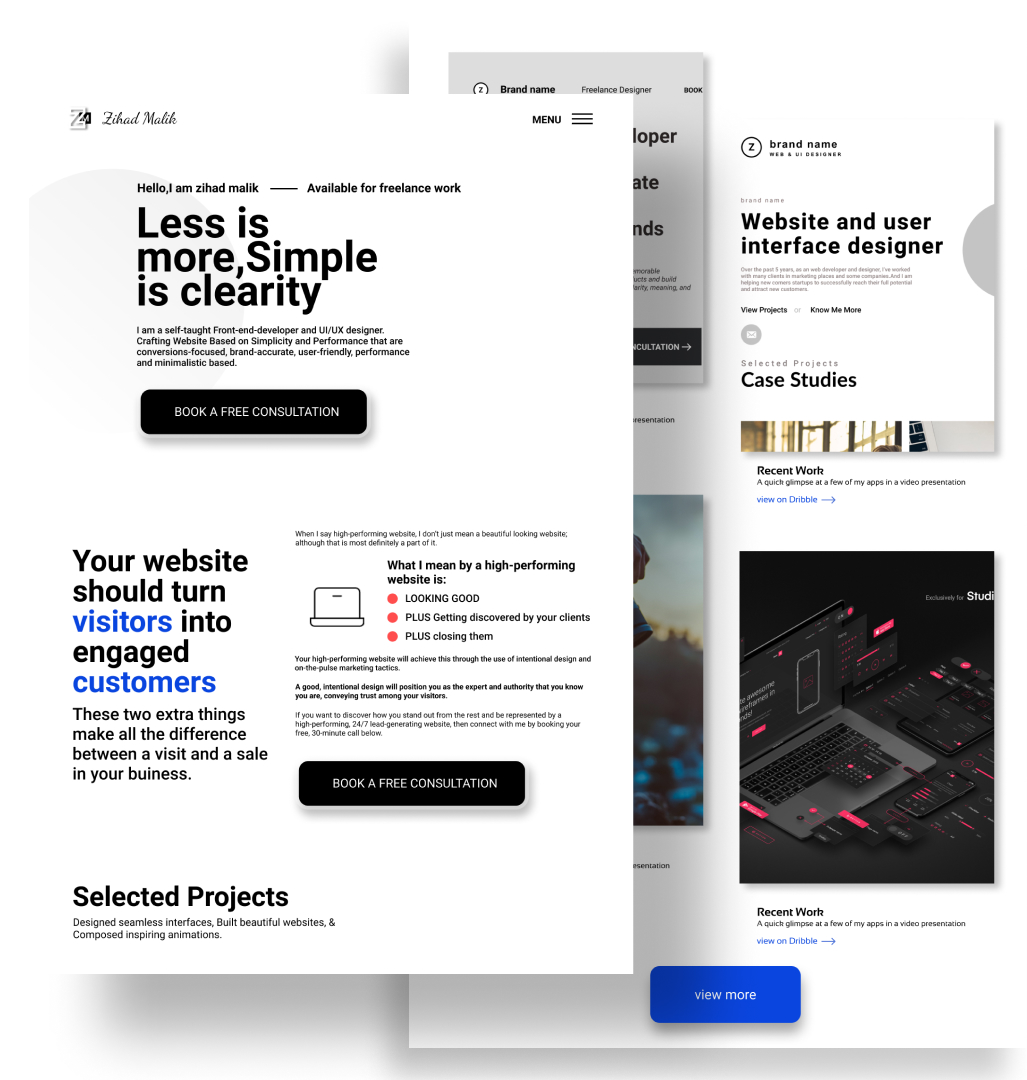 Zihad Malik
MENU
Hello,I am zihad malik
Available for freelance work
Less is
more,Simple
is clearity
I am a self-taught Front-end-developer and UI/UX designer.
Crafting Website Based on Simplicity and Performance that are
conversions-focused, brand-accurate, user-friendly, performance
and minimalistic based.
BOOK A FREE CONSULTATION
Your website
should turn
visitors into
engaged
customers
These two extra things
make all the difference
between a visit and a sale
in your buiness.
When I say high-performing website, I don't just mean a beautiful looking website;
although that is most definitely a part of it.
What I mean by a high-performing
website is:
LOOKING GOOD
PLUS Getting discovered by your clients
PLUS closing them
Your high-performing website will achieve this through the use of intentional design and
on-the-pulse marketing tactics.
A good, intentional design will position you as the expert and authority that you know
you are, conveying trust among your visitors.
If you want to discover how you stand out from the rest and be represented by a
high-performing, 24/7 lead-generating website, then connect with me by booking your
free, 30-minute call below.
BOOK A FREE CONSULTATION
Selected Projects
Designed seamless interfaces, Built beautiful websites, &
Composed inspiring animations.
Z Brand name
Freelance Designer
BOOK
loper
ate
nds
emorable
ucts and build
larity, meaning, and
NCULTATION
resentation
esentation
Z brand name
WEB & UI DESIGNER
brand name
Website and user
interface designer
Over the past 5 years, as an web developer and designer, I've worked
with many clients in marketing places and some companies.And I am
helping new comers startups to successfully reach their full potential
and attract new customers.
View Projects or Know Me More
Selected Projects
Case Studies
Recent Work
A quick glimpse at a few of my apps in a video presentation
view on Dribble
Exclusively for Studi
te awesome
wireframes in
nds!
Recent Work
A quick glimpse at a few of my apps in a video presentation
view on Dribble
view more